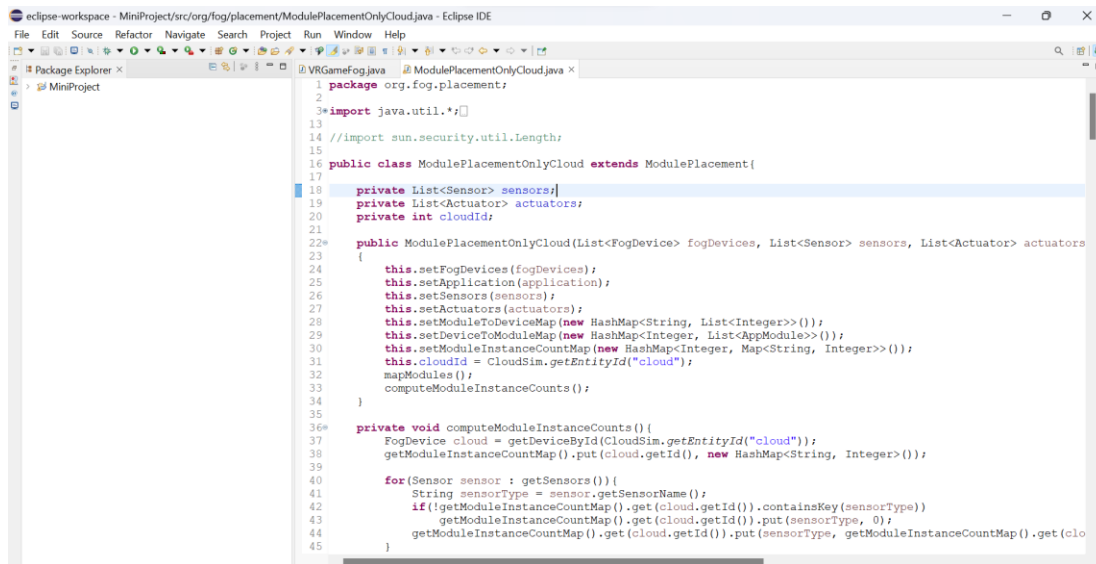 eclipse-workspace - MiniProject/src/org/fog/placement/ModulePlacementOnlyCloud.java - Eclipse IDE
File Edit Source Refactor Navigate Search Project Run Window Help
Package Explorer ×
VRGameFog.java ModulePlacementOnlyCloud.java ×
MiniProject
1 package org.fog.placement;
2
3 import java.util.*;
13
14 //import sun.security.util.Length;
15
16 public class ModulePlacementOnlyCloud extends ModulePlacement{
17
18 private List<Sensor> sensors;
19 private List<Actuator> actuators;
20 private int cloudId;
21
22 public ModulePlacementOnlyCloud(List<FogDevice> fogDevices, List<Sensor> sensors, List<Actuator> actuators
23 {
24 this.setFogDevices(fogDevices);
25 this.setApplication(application);
26 this.setSensors(sensors);
27 this.setActuators(actuators);
28 this.setModuleToDeviceMap(new HashMap<String, List<Integer>>());
29 this.setDeviceToModuleMap(new HashMap<Integer, List<AppModule>>());
30 this.setModuleInstanceCountMap(new HashMap<Integer, Map<String, Integer>>());
31 this.cloudId = CloudSim.getEntityId("cloud");
32 mapModules();
33 computeModuleInstanceCounts();
34 }
35
36 private void computeModuleInstanceCounts(){
37 FogDevice cloud = getDeviceById(CloudSim.getEntityId("cloud"));
38 getModuleInstanceCountMap().put(cloud.getId(), new HashMap<String, Integer>());
39
40 for(Sensor sensor : getSensors()){
41 String sensorType = sensor.getSensorName();
42 if(!getModuleInstanceCountMap().get(cloud.getId()).containsKey(sensorType))
43 getModuleInstanceCountMap().get(cloud.getId()).put(sensorType, 0);
44 getModuleInstanceCountMap().get(cloud.getId()).put(sensorType, getModuleInstanceCountMap().get(clo
45 }